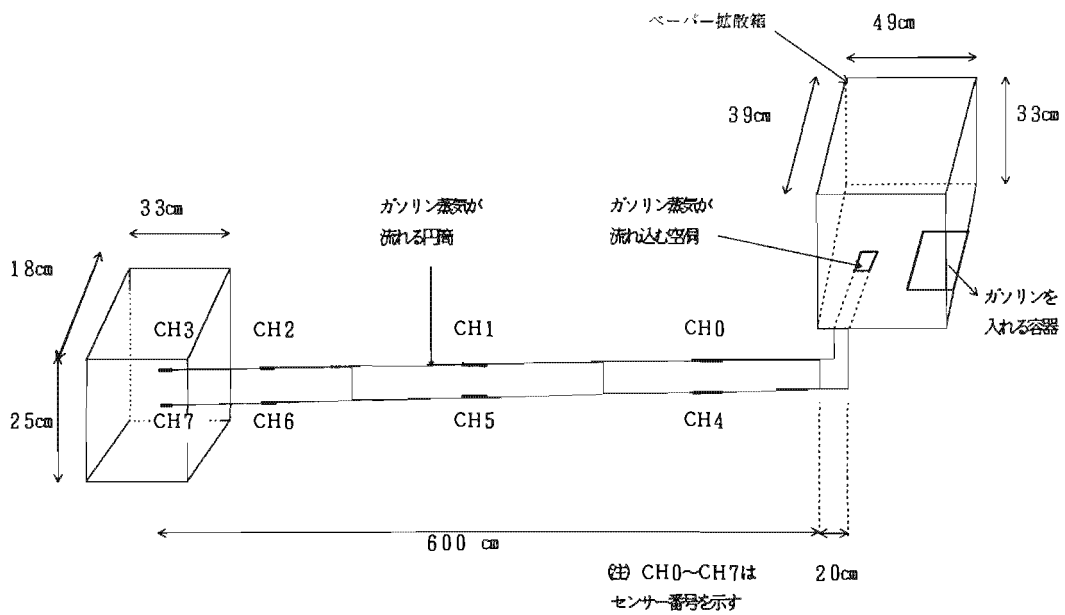 ベーパー拡散箱
49cm
39cm
33cm
33cm
ガソリン蒸気が
流れる円筒
ガソリン蒸気が
流れ込む空洞
18cm
ガソリンを
入れる容器
CH3
CH2
CH1
CH0
25cm
CH7
CH6
CH5
CH4
600 cm
20cm
(注) CH0～CH7は
センサー番号を示す